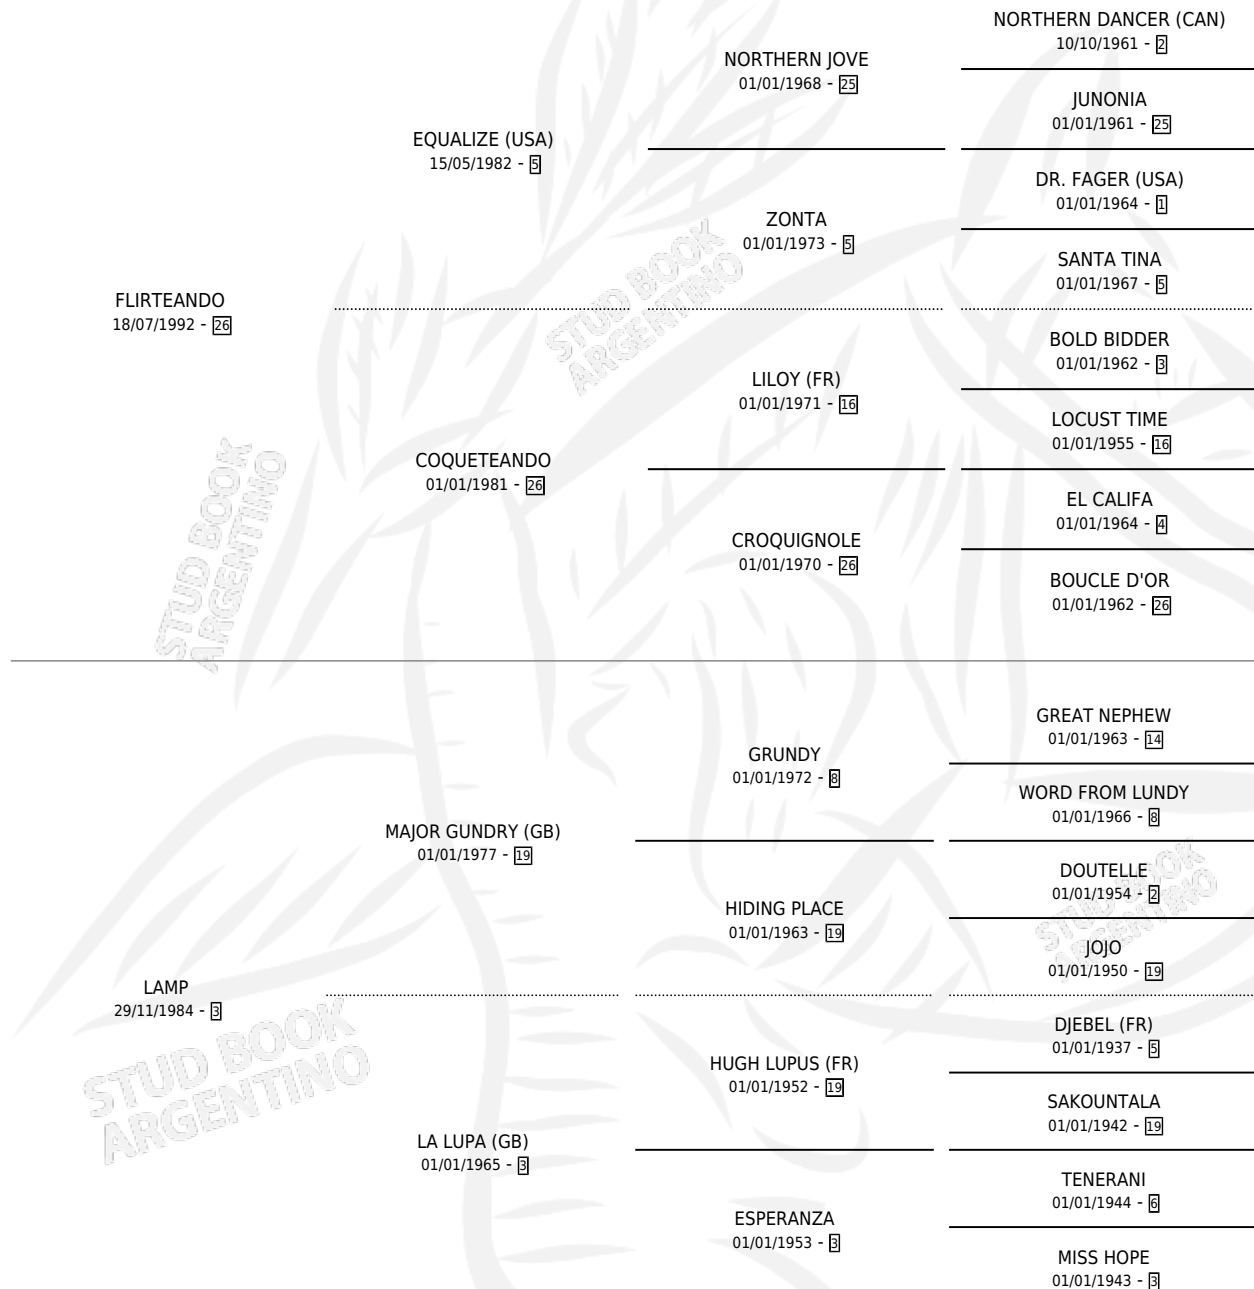 NORTHERN DANCER (CAN)
10/10/1961 - 2
NORTHERN JOVE
01/01/1968 - 25
JUNONIA
01/01/1961 - 25
EQUALIZE (USA)
15/05/1982 - 5
DR. FAGER (USA)
01/01/1964 - 1
ZONTA
01/01/1973 - 5
SANTA TINA
01/01/1967 - 5
FLIRTEANDO
18/07/1992 - 26
STUD BOOK
ARGENTINO
BOLD BIDDER
01/01/1962 - 3
LILOY (FR)
01/01/1971 - 16
LOCUST TIME
01/01/1955 - 16
COQUETEANDO
01/01/1981 - 26
EL CALIFA
01/01/1964 - 4
CROQUIGNOLE
01/01/1970 - 26
BOUCLE D'OR
01/01/1962 - 26
STUD BOOK
ARGENTINO
GREAT NEPHEW
01/01/1963 - 14
GRUNDY
01/01/1972 - 8
WORD FROM LUNDY
01/01/1966 - 8
MAJOR GUNDRY (GB)
01/01/1977 - 19
DOUTELLE
01/01/1954 - 2
HIDING PLACE
01/01/1963 - 19
JOJO
01/01/1950 - 19
STUD BOOK
ARGENTINO
LAMP
29/11/1984 - 3
DJEBEL (FR)
01/01/1937 - 5
HUGH LUPUS (FR)
01/01/1952 - 19
SAKOUNTALA
01/01/1942 - 19
STUD BOOK
ARGENTINO
LA LUPA (GB)
01/01/1965 - 3
TENERANI
01/01/1944 - 6
ESPERANZA
01/01/1953 - 3
MISS HOPE
01/01/1943 - 3